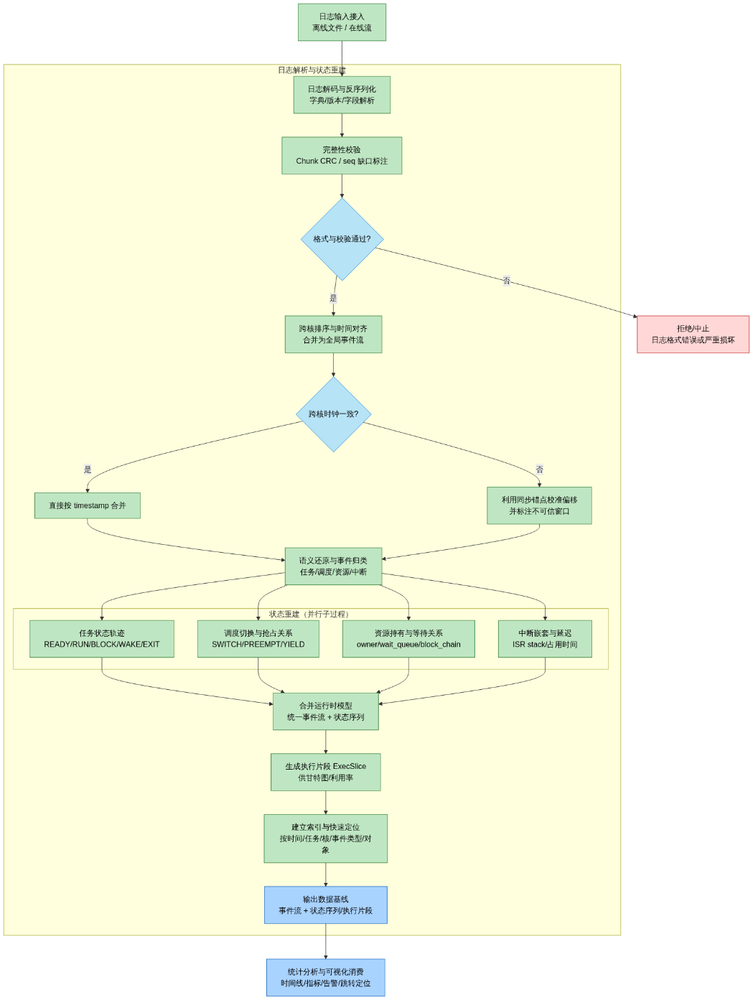 日志输入接入
离线文件 / 在线流
日志解析与状态重建
日志解码与反序列化
字典/版本/字段解析
完整性校验
Chunk CRC / seq 缺口标注
格式与校验通过?
否
是
跨核排序与时间对齐
合并为全局事件流
拒绝/中止
日志格式错误或严重损坏
跨核时钟一致?
是
否
直接按 timestamp 合并
利用同步锚点校准偏移
并标注不可信窗口
语义还原与事件归类
任务/调度/资源/中断
状态重建（并行子过程）
任务状态轨迹
READY/RUN/BLOCK/WAKE/EXIT
调度切换与抢占关系
SWITCH/PREEMPT/YIELD
资源持有与等待关系
owner/wait_queue/block_chain
中断嵌套与延迟
ISR stack/占用时间
合并运行时模型
统一事件流 + 状态序列
生成执行片段 ExecSlice
供甘特图/利用率
建立索引与快速定位
按时间/任务/核/事件类型/对
象
输出数据基线
事件流 + 状态序列/执行片段
统计分析与可视化消费
时间线/指标/告警/跳转定位